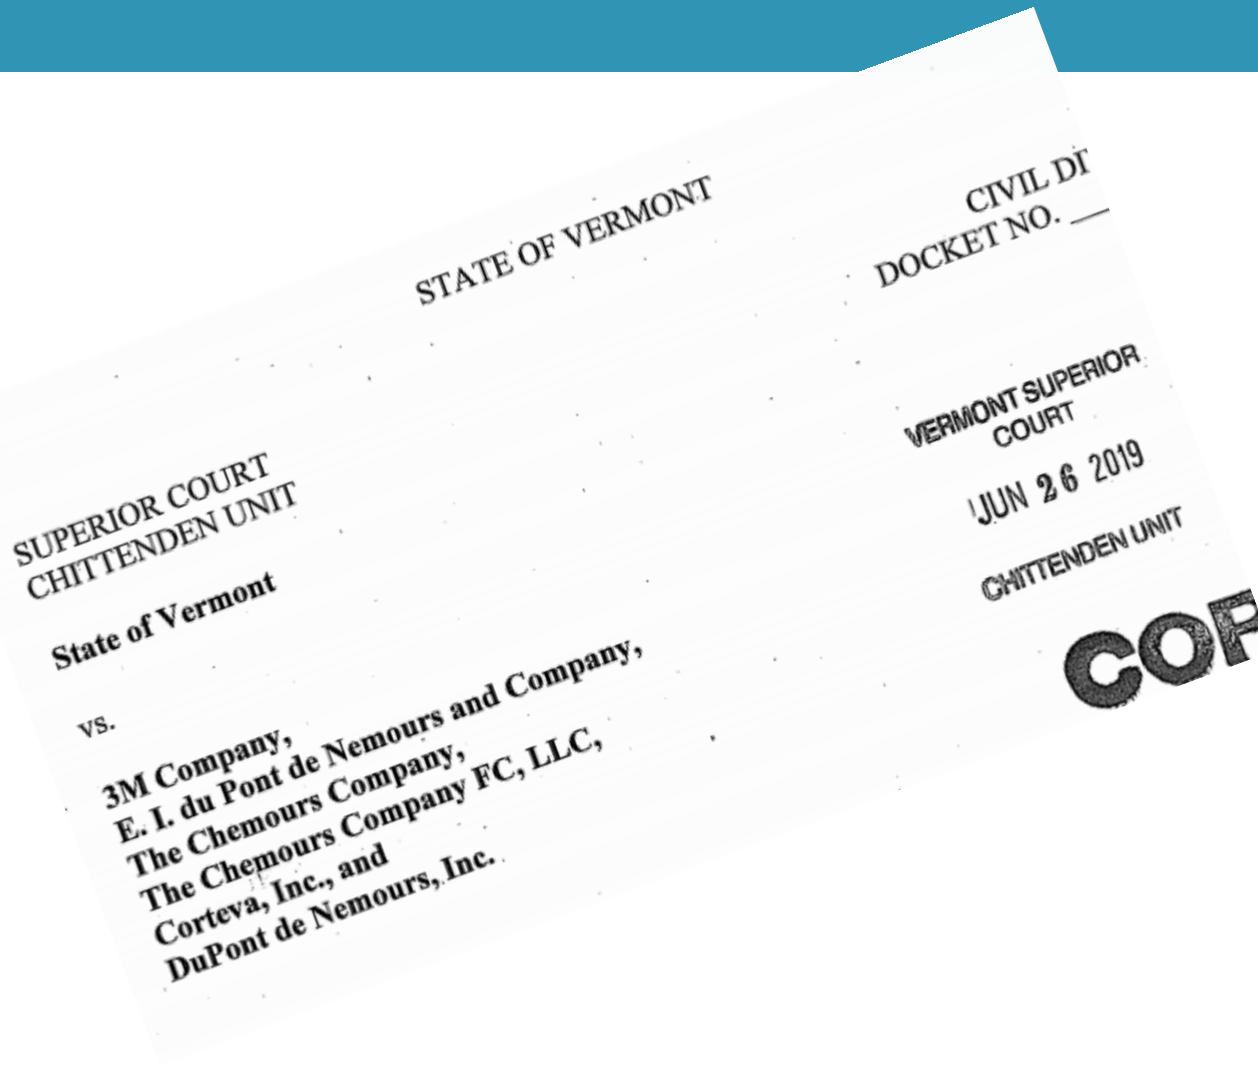 STATE OF VERMONT
SUPERIOR COURT
CHITTENDEN UNIT
CIVIL DI
DOCKET NO. __
State of Vermont
vs.
3M Company,
E. I. du Pont de Nemours and Company,
The Chemours Company,
The Chemours Company FC, LLC,
Corteva, Inc., and
DuPont de Nemours, Inc.
VERMONT SUPERIOR
COURT
JUN 26 2019
CHITTENDEN UNIT
COP